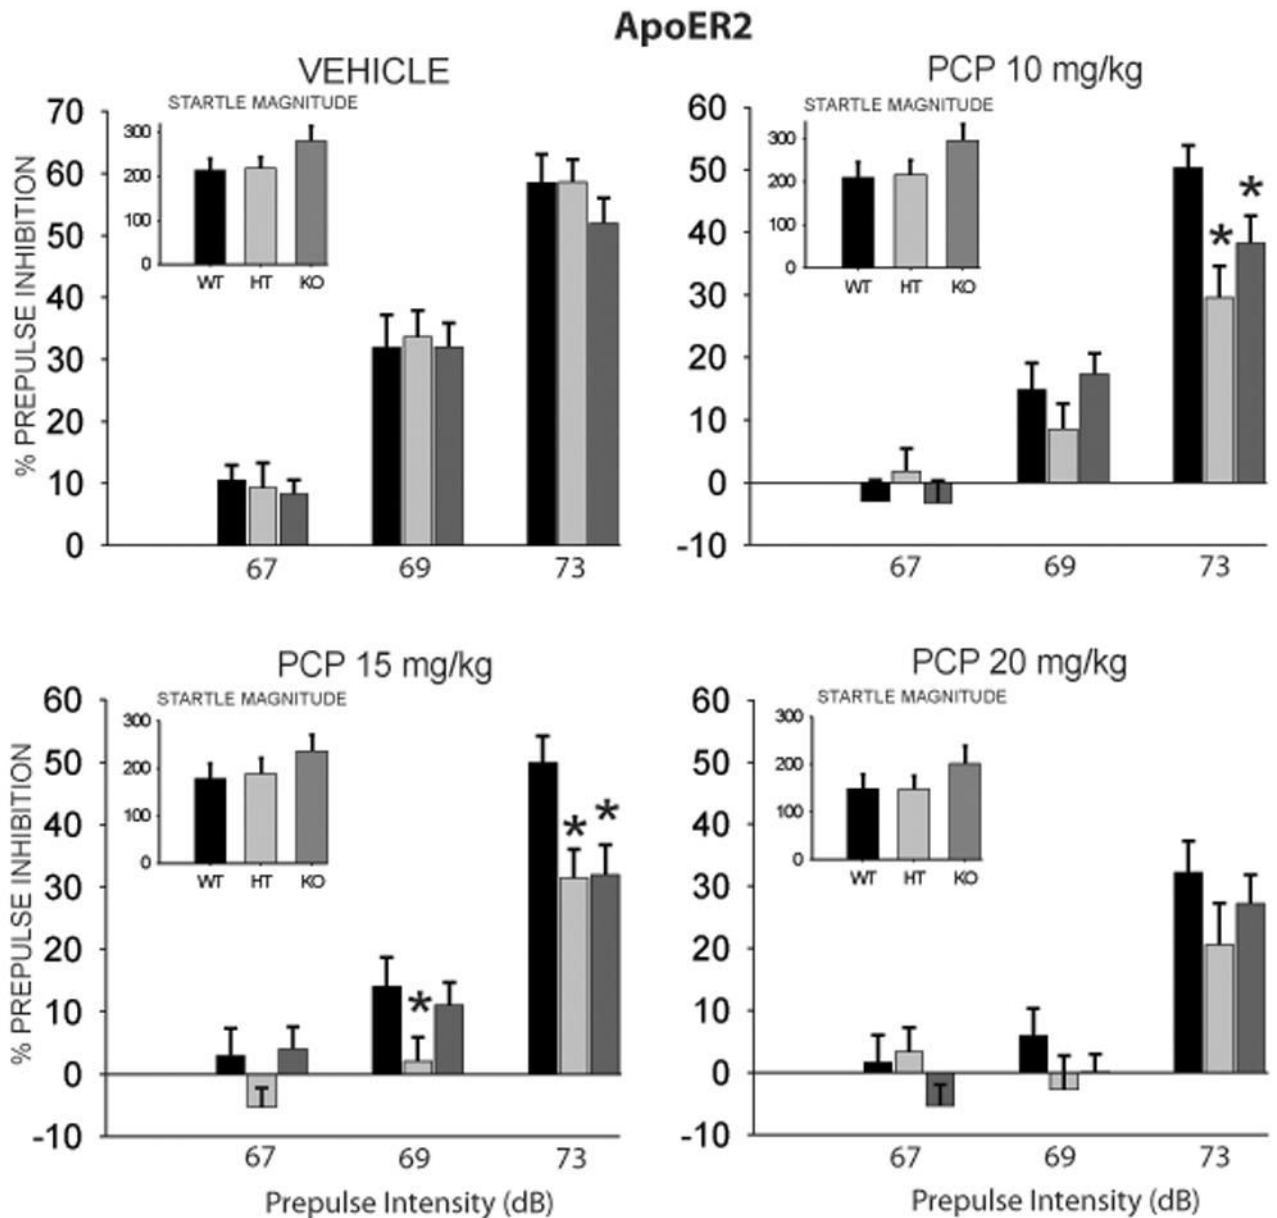 ApoER2
VEHICLE
STARTLE MAGNITUDE
300
200
100
0
WT HT KO
% PREPULSE INHIBITION
70
60
50
40
30
20
10
0
67 69 73
PCP 10 mg/kg
STARTLE MAGNITUDE
300
200
100
0
WT HT KO
60
50
40
30
20
10
0
-10
* *
67 69 73
PCP 15 mg/kg
STARTLE MAGNITUDE
300
200
100
0
WT HT KO
% PREPULSE INHIBITION
60
50
40
30
20
10
0
-10
* * *
67 69 73
Prepulse Intensity (dB)
PCP 20 mg/kg
STARTLE MAGNITUDE
300
200
100
0
WT HT KO
60
50
40
30
20
10
0
-10
67 69 73
Prepulse Intensity (dB)